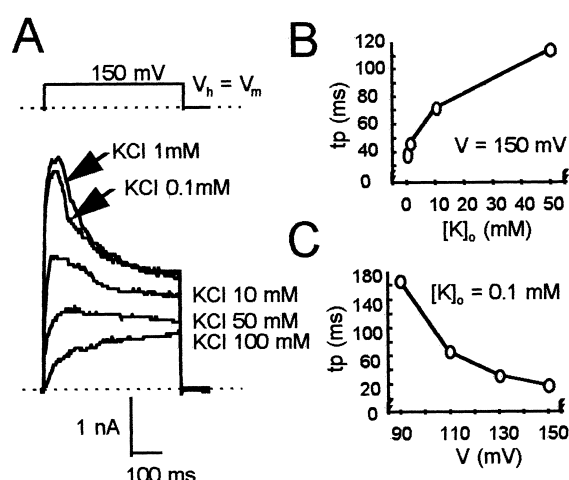 A
150 mV
Vh = Vm
KCl 1mM
KCl 0.1mM
KCl 10 mM
KCl 50 mM
KCl 100 mM
1 nA
100 ms
B
120
100
80
60
40
0
tp (ms)
V = 150 mV
0 10 20 30 40 50
[K]o (mM)
C
180
140
100
60
20
0
tp (ms)
[K]o = 0.1 mM
90 110 130 150
V (mV)